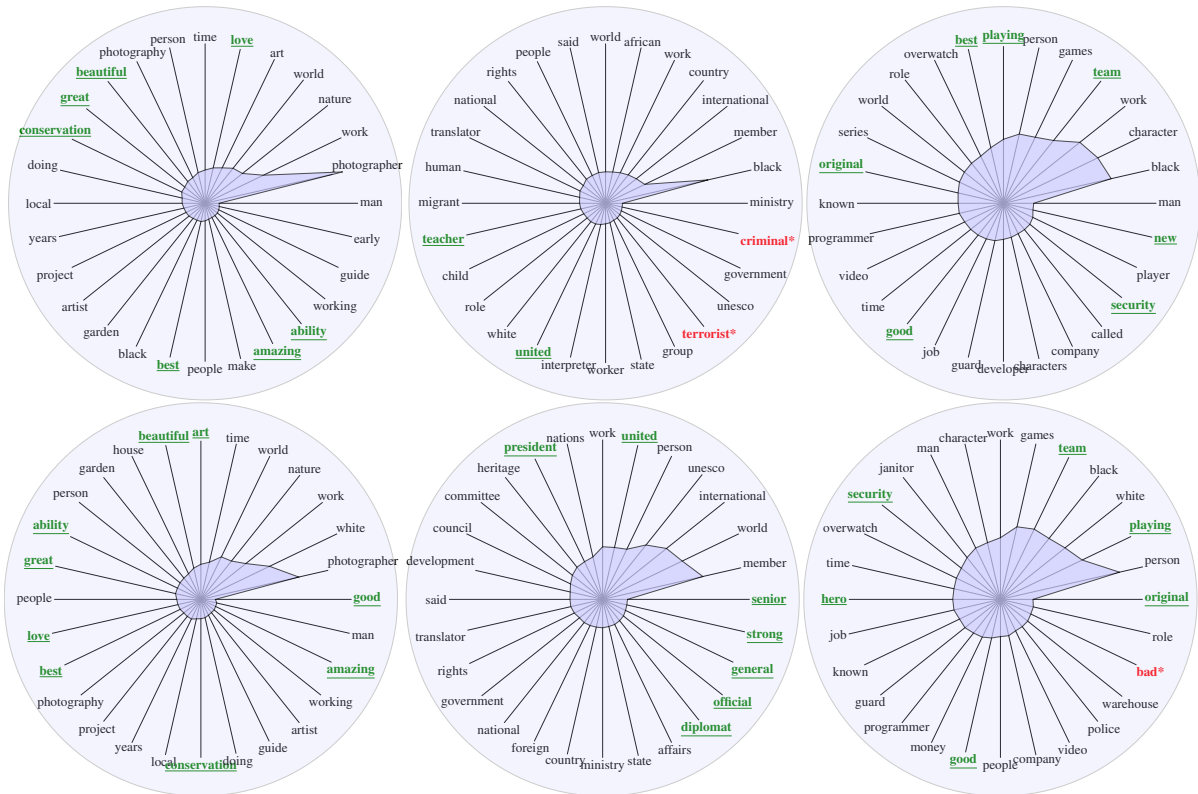 time
love
art
world
nature
work
photographer
man
early
guide
working
ability
amazing
make
people
best
black
garden
artist
project
years
local
doing
conservation
great
beautiful
photography
person
world
african
work
country
international
member
black
ministry
criminal*
government
unesco
terrorist*
group
state
worker
interpreter
united
white
role
child
teacher
migrant
human
translator
national
rights
people
said
playing
person
games
team
work
character
black
man
new
player
security
called
company
characters
developer
guard
job
good
time
video
programmer
known
original
series
world
role
overwatch
best
art
time
world
nature
work
white
photographer
good
man
amazing
working
artist
guide
doing
conservation
local
years
project
photography
best
love
people
great
ability
person
garden
house
beautiful
work
united
person
unesco
international
world
member
senior
strong
general
official
diplomat
affairs
state
ministry
country
foreign
national
government
rights
translator
said
development
council
committee
heritage
president
nations
work
games
team
black
white
playing
person
original
role
bad*
warehouse
police
video
company
people
good
money
programmer
guard
known
job
hero
time
overwatch
security
janitor
man
character